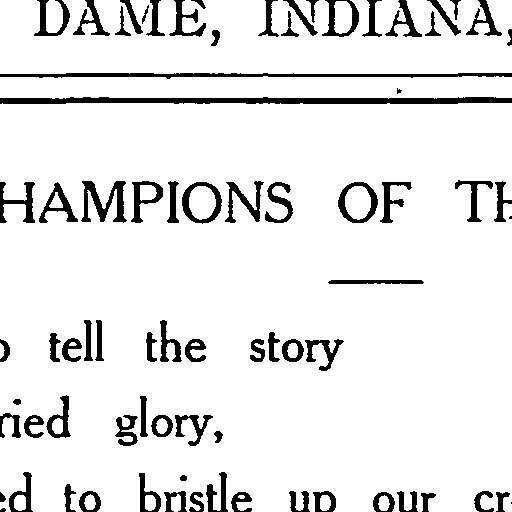 DAME, INDIANA,
HAMPIONS OF TH
o tell the story
ried glory,
ed to bristle up our cr